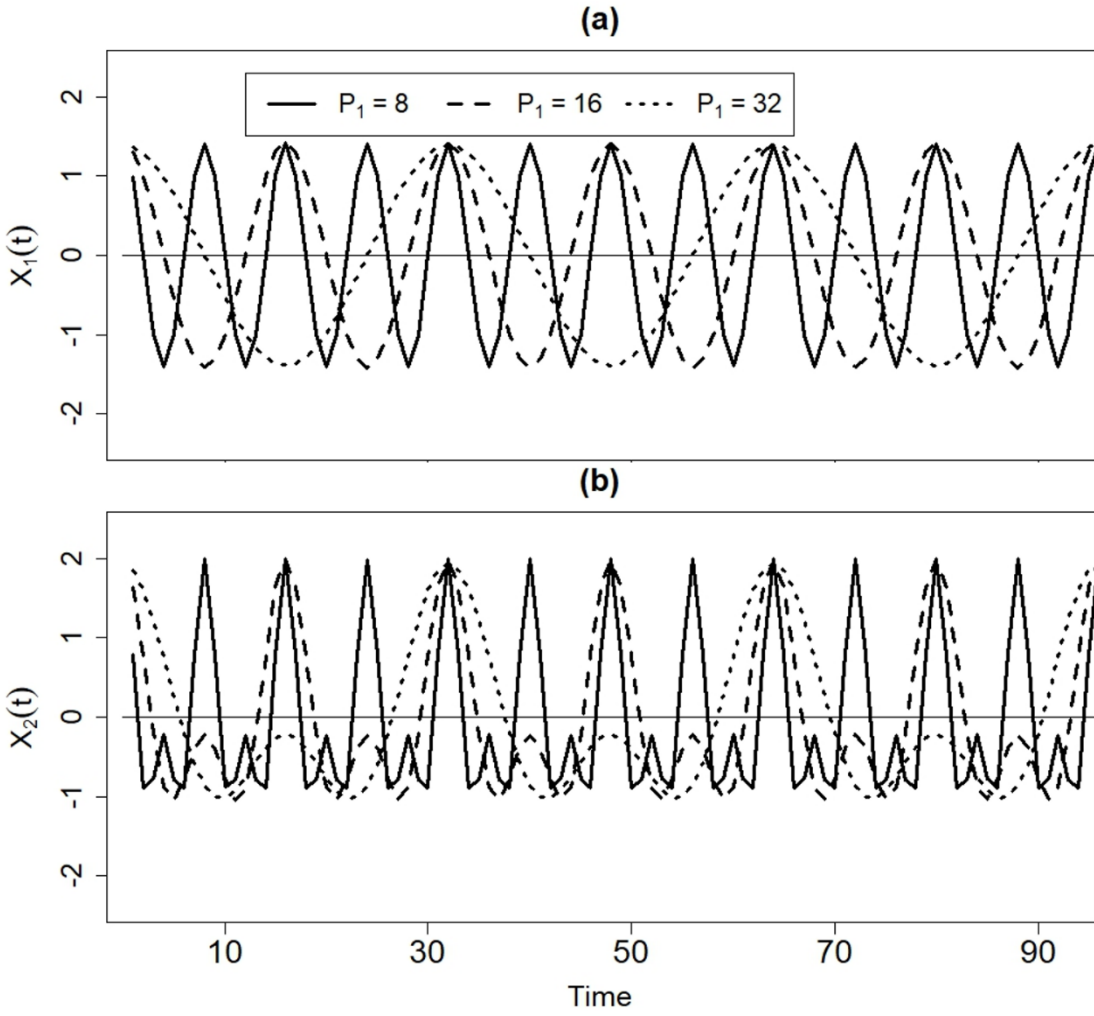 (a)
P₁ = 8 P₁ = 16 P₁ = 32
X₁(t)
2
1
0
-1
-2
(b)
X₂(t)
2
1
0
-1
-2
10 30 50 70 90
Time